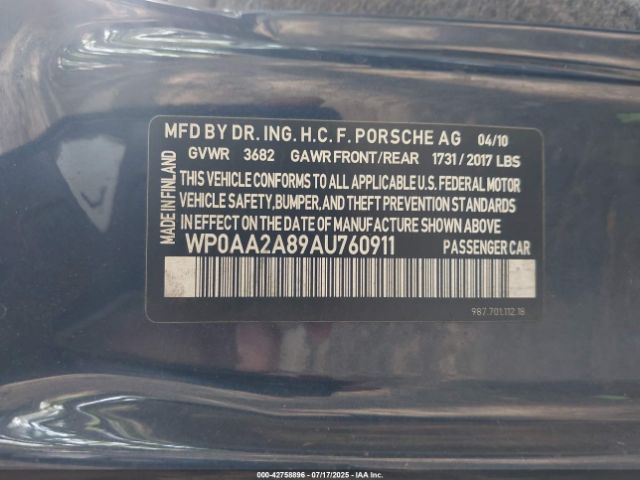 MFD BY DR. ING. H.C. F. PORSCHE AG 04/10
GVWR 3682 GAWR FRONT/REAR 1731 / 2017 LBS
MADE IN FINLAND
THIS VEHICLE CONFORMS TO ALL APPLICABLE U.S. FEDERAL MOTOR
VEHICLE SAFETY, BUMPER, AND THEFT PREVENTION STANDARDS
IN EFFECT ON THE DATE OF MANUFACTURE SHOWN ABOVE
WP0AA2A89AU760911 PASSENGER CAR
987.701.112.18
000-42758896 - 07/17/2025 - IAA Inc.